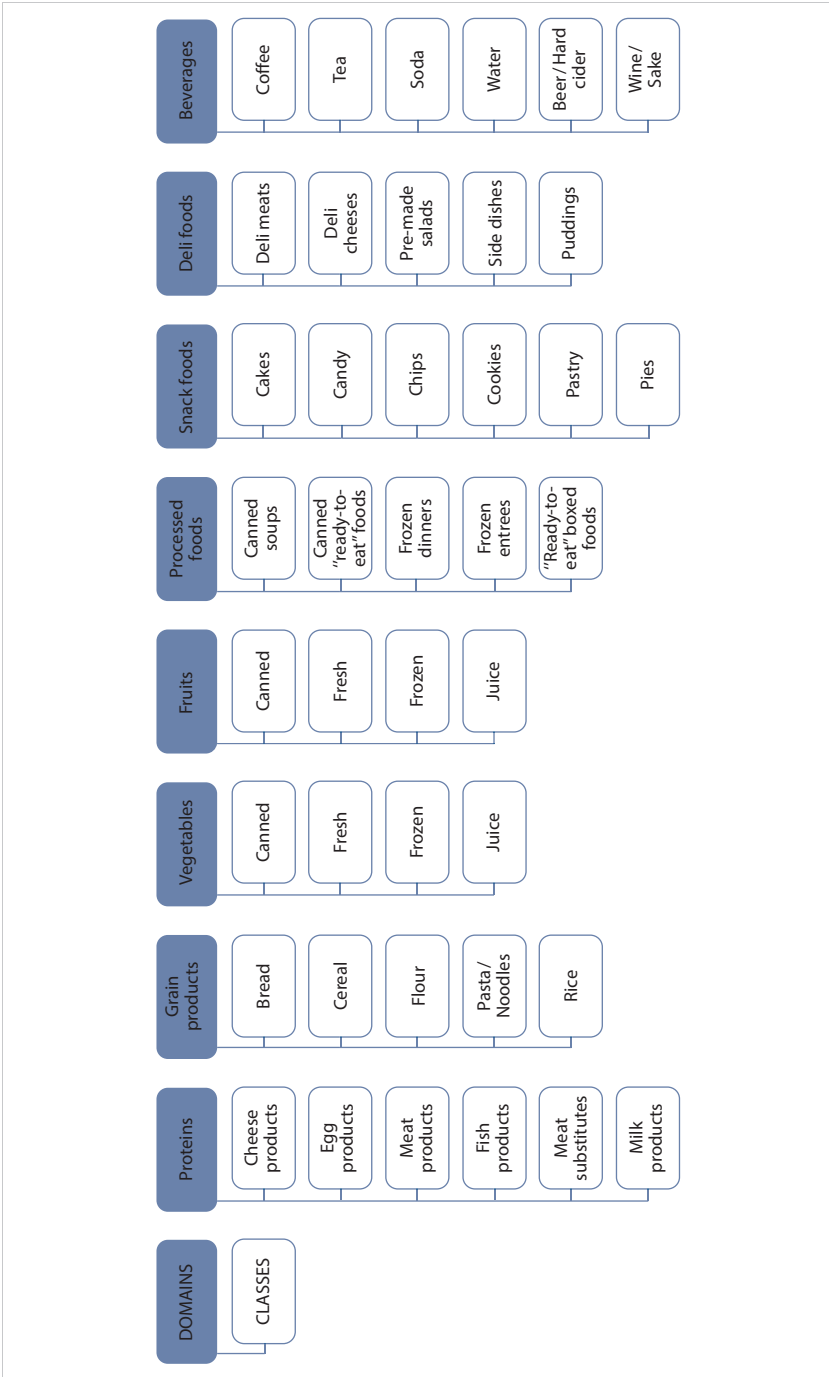 DOMAINS
CLASSES
Proteins
Cheese
products
Egg
products
Meat
products
Fish
products
Meat
substitutes
Milk
products
Grain
products
Bread
Cereal
Flour
Pasta/
Noodles
Rice
Vegetables
Canned
Fresh
Frozen
Juice
Fruits
Canned
Fresh
Frozen
Juice
Processed
foods
Canned
soups
Canned
“ready-to-
eat” foods
Frozen
dinners
Frozen
entrees
“Ready-to-
eat” boxed
foods
Snack foods
Cakes
Candy
Chips
Cookies
Pastry
Pies
Deli foods
Deli meats
Deli
cheeses
Pre-made
salads
Side dishes
Puddings
Beverages
Coffee
Tea
Soda
Water
Beer/Hard
cider
Wine/
Sake